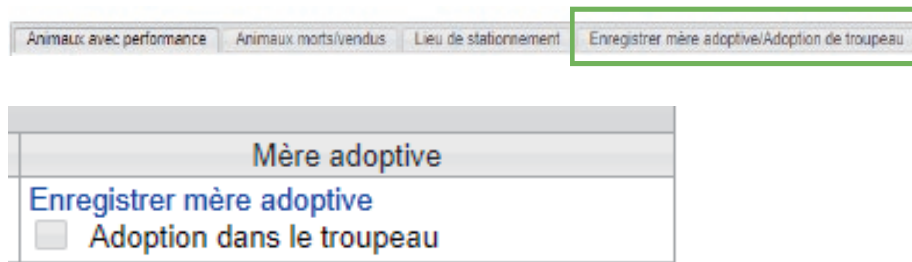 Animaux avec performance Animaux morts/vendus Lieu de stationnement Enregistrer mère adoptive/Adoption de troupeau
Mère adoptive
Enregistrer mère adoptive
Adoption dans le troupeau